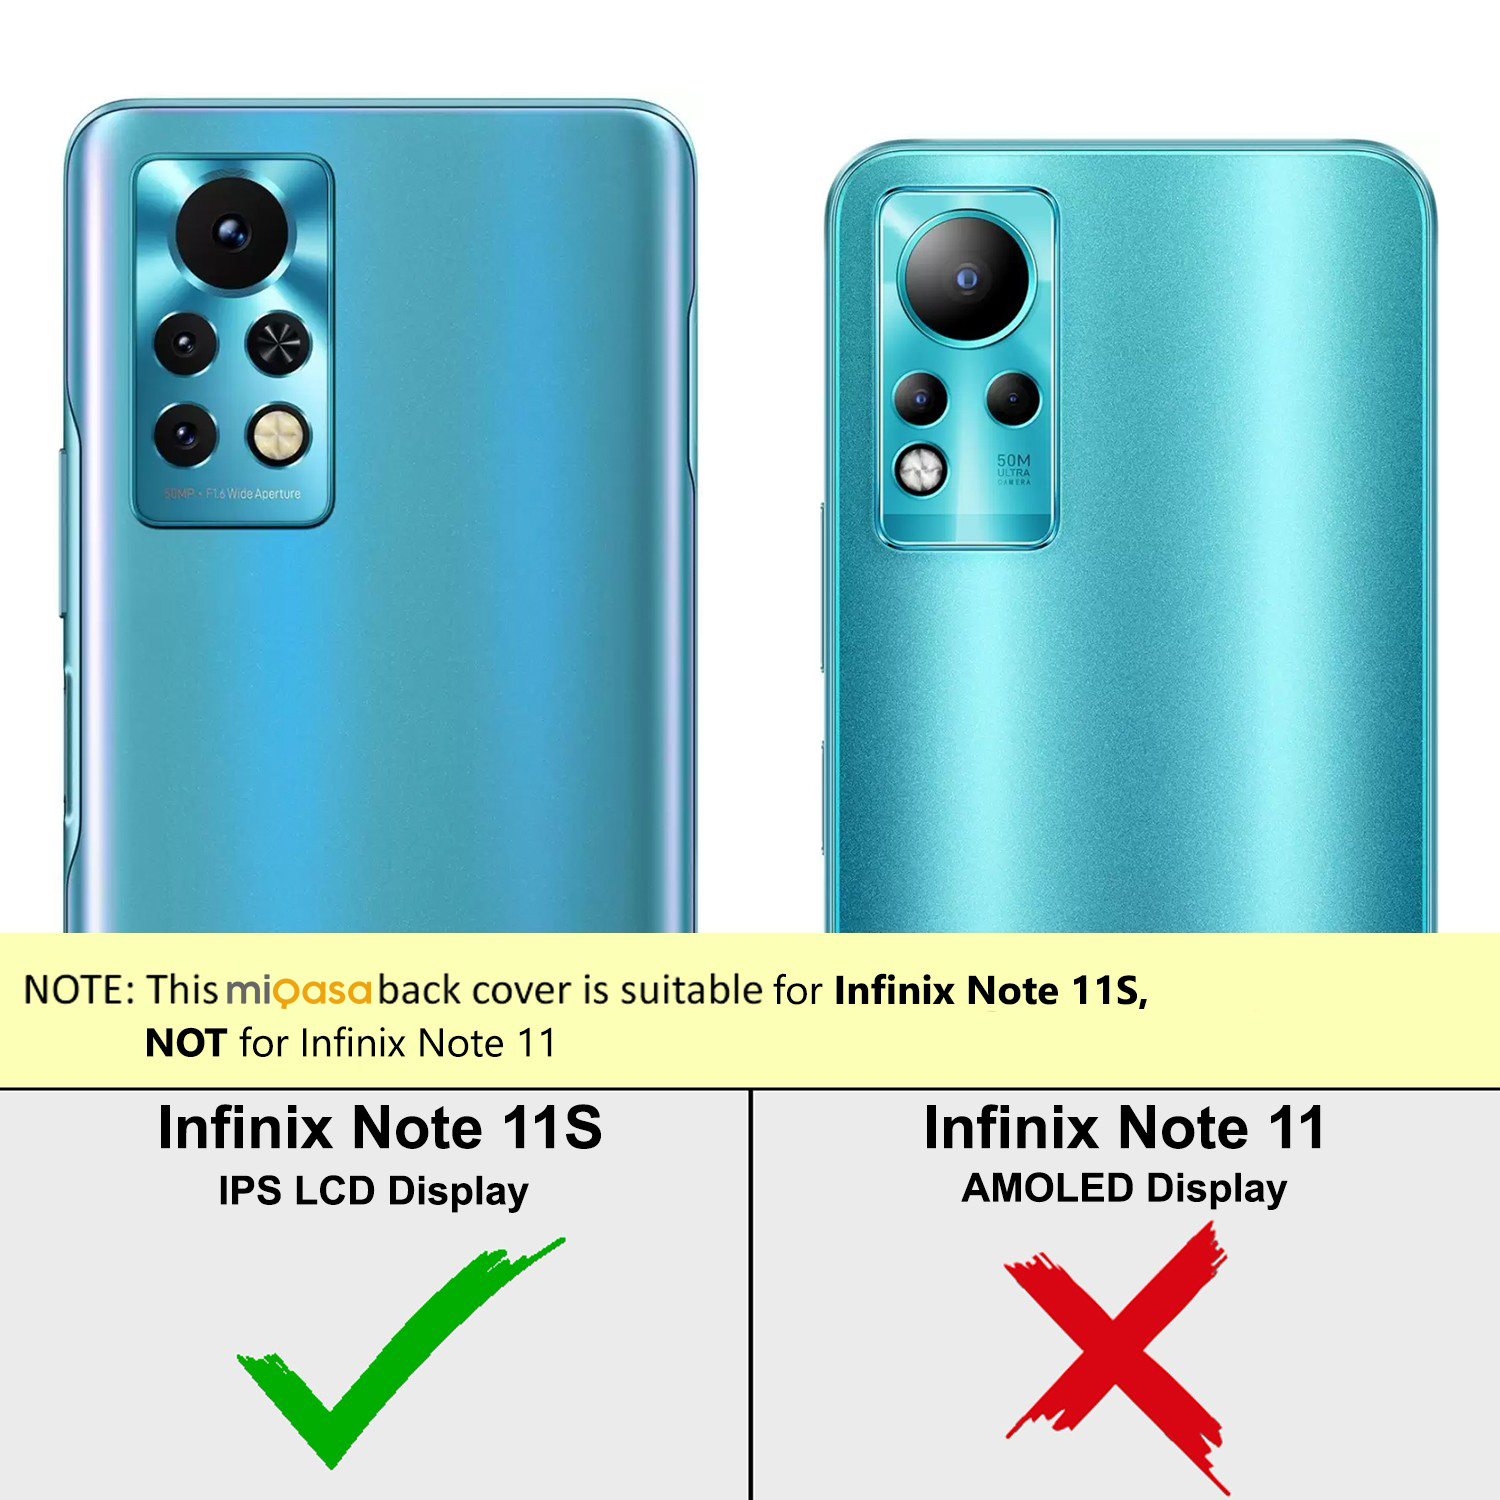 50MP • F1.6 Wide Aperture
50M
ULTRA
CAMERA
NOTE: This miqasa back cover is suitable for Infinix Note 11S,
NOT for Infinix Note 11
Infinix Note 11S
IPS LCD Display
Infinix Note 11
AMOLED Display